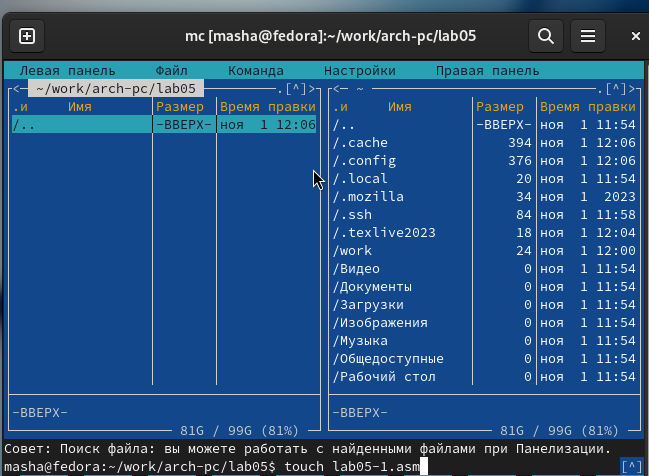 mc [masha@fedora]:~/work/arch-pc/lab05
Левая панель Файл Команда Настройки Правая панель
<─ ~/work/arch-pc/lab05 .[^]>
.и Имя Размер Время правки
/.. -ВВЕРХ- ноя 1 12:06
-ВВЕРХ-
81G / 99G (81%)
<─ ~ .[^]>
.и Имя Размер Время правки
/.. -ВВЕРХ- ноя 1 11:54
/.cache 394 ноя 1 12:06
/.config 376 ноя 1 12:06
/.local 20 ноя 1 11:54
/.mozilla 34 ноя 1 2023
/.ssh 84 ноя 1 11:58
/.texlive2023 18 ноя 1 12:04
/work 24 ноя 1 12:00
/Видео 0 ноя 1 11:54
/Документы 0 ноя 1 11:54
/Загрузки 0 ноя 1 11:54
/Изображения 0 ноя 1 11:54
/Музыка 0 ноя 1 11:54
/Общедоступные 0 ноя 1 11:54
/Рабочий стол 0 ноя 1 11:54
-ВВЕРХ-
81G / 99G (81%)
Совет: Поиск файла: вы можете работать с найденными файлами при Панелизации.
masha@fedora:~/work/arch-pc/lab05$ touch lab05-1.asm [^]